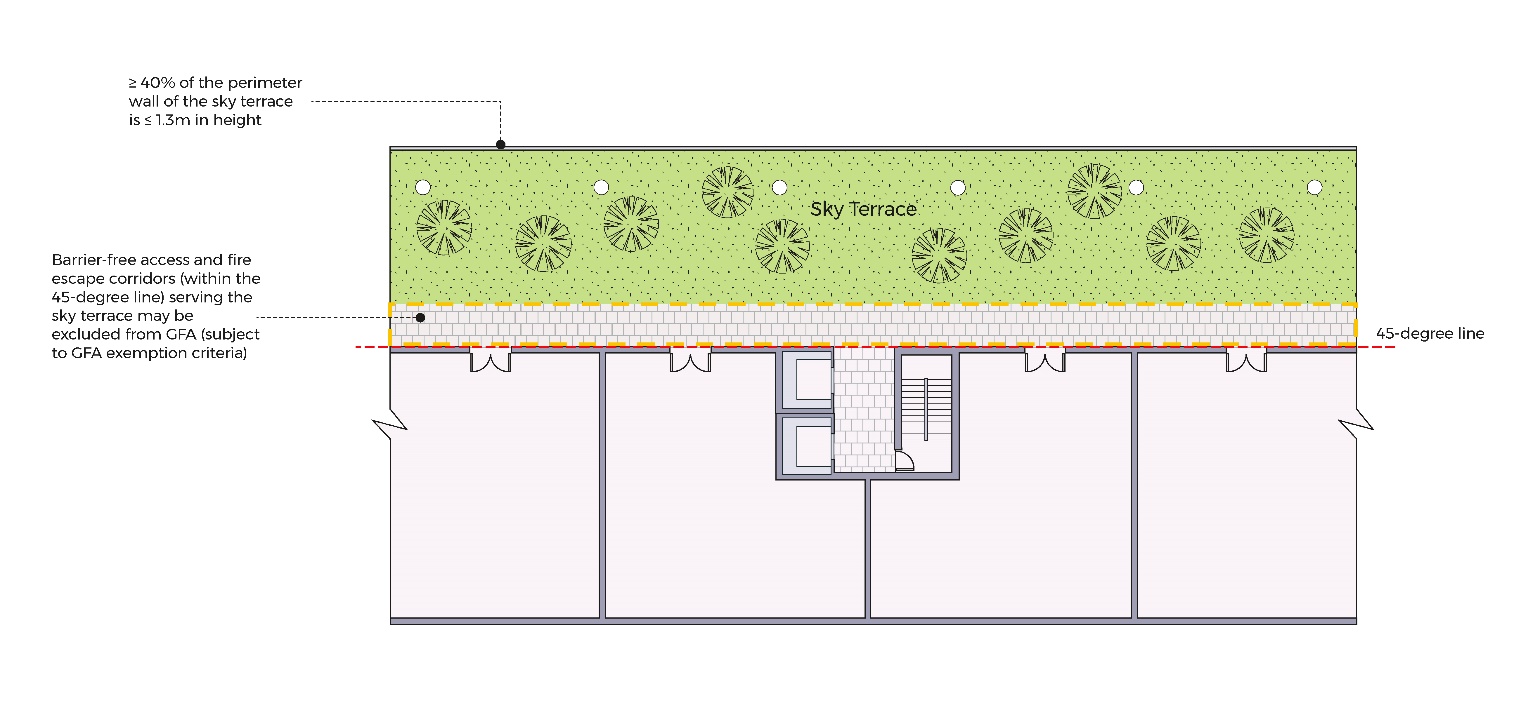 ≥ 40% of the perimeter
wall of the sky terrace
is ≤ 1.3m in height
Sky Terrace
Barrier-free access and fire
escape corridors (within the
45-degree line) serving the
sky terrace may be
excluded from GFA (subject
to GFA exemption criteria)
45-degree line